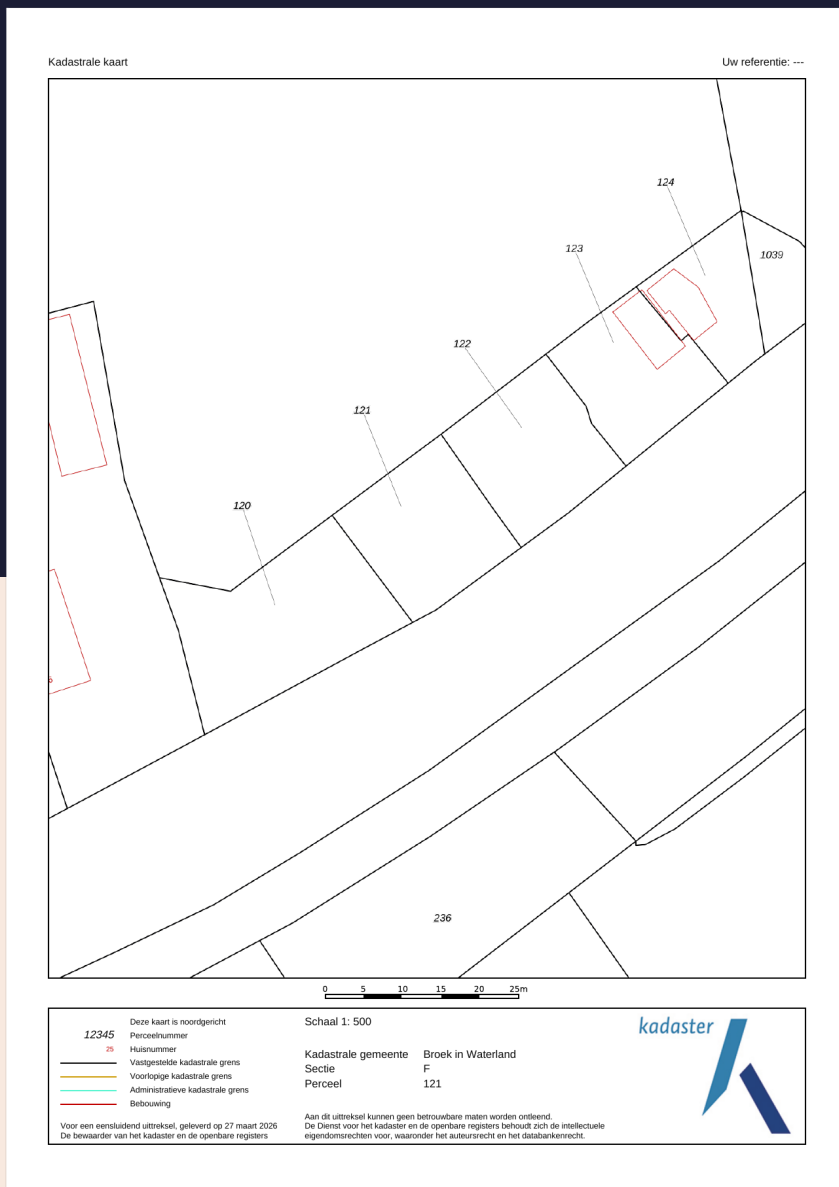 Kadastrale kaart
Uw referentie: ---
124
123
1039
122
121
120
236
0 5 10 15 20 25m
Deze kaart is noordgericht
12345 Perceelnummer
25 Huisnummer
Vastgestelde kadastrale grens
Voorlopige kadastrale grens
Administratieve kadastrale grens
Bebouwing
Voor een eensluidend uittreksel, geleverd op 27 maart 2026
De bewaarder van het kadaster en de openbare registers
Schaal 1: 500
Kadastrale gemeente Broek in Waterland
Sectie F
Perceel 121
Aan dit uittreksel kunnen geen betrouwbare maten worden ontleend.
De Dienst voor het kadaster en de openbare registers behoudt zich de intellectuele
eigendomsrechten voor, waaronder het auteursrecht en het databankenrecht.
kadaster